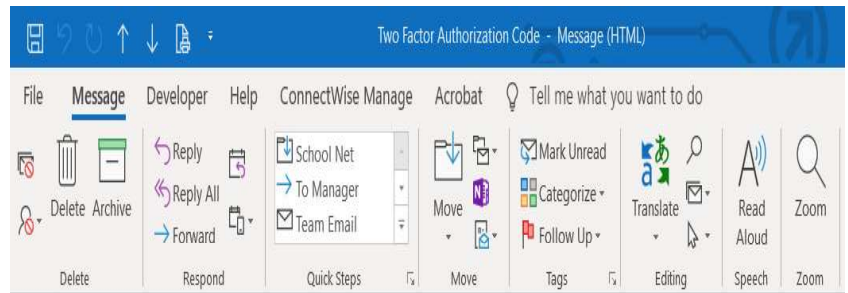 Two Factor Authorization Code - Message (HTML)
File Message Developer Help ConnectWise Manage Acrobat Tell me what you want to do
Delete Archive
Reply
Reply All
Forward
School Net
To Manager
Team Email
Move
Mark Unread
Categorize
Follow Up
Translate
Read
Aloud
Zoom
Delete Respond Quick Steps Move Tags Editing Speech Zoom